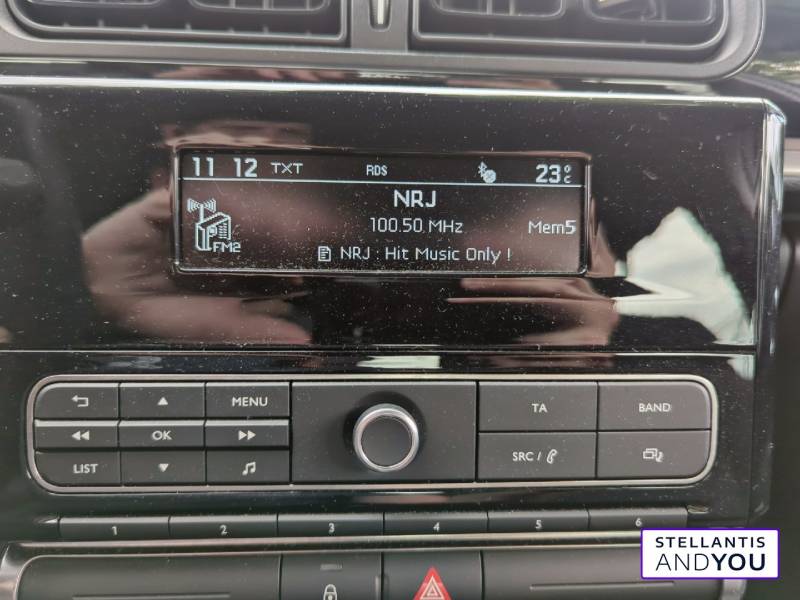 11 12 TXT RDS 23°C
NRJ
100.50 MHz Mem5
FM2
NRJ : Hit Music Only !
MENU TA BAND
OK
SRC /
LIST
1 2 3 4 5 6
STELLANTIS
ANDYOU